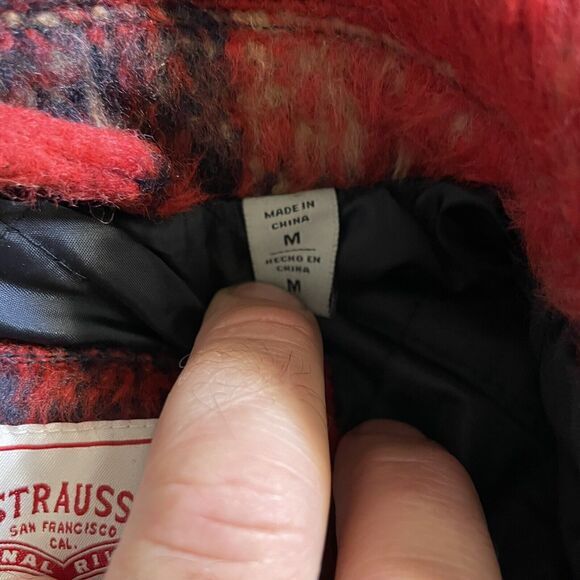 MADE IN
CHINA
M
HECHO EN
CHINA
M
STRAUSS
SAN FRANCISCO
CAL.